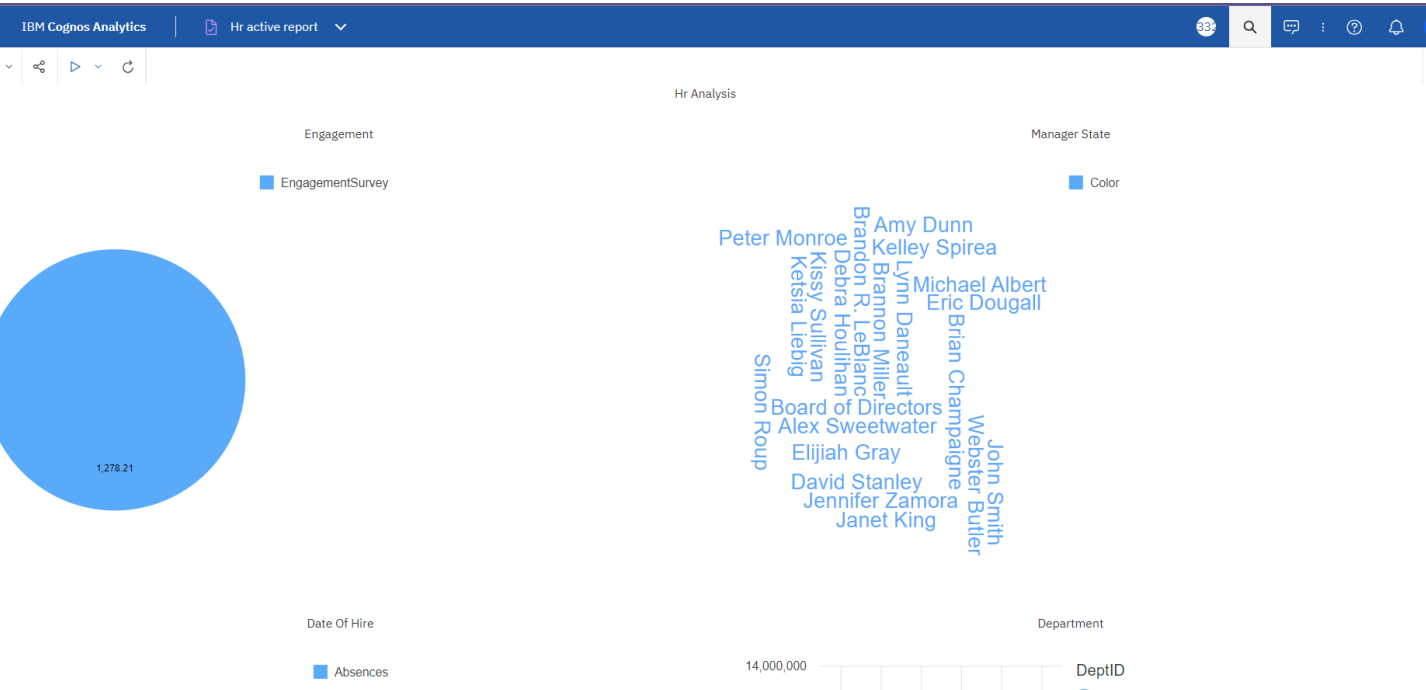 IBM Cognos Analytics
Hr active report
332
Hr Analysis
Engagement
EngagementSurvey
1,278.21
Manager State
Color
Peter Monroe
Brandon R. LeBlanc
Amy Dunn
Kelley Spirea
Ketsia Liebig
Kissy Sullivan
Debra Houlihan
Brannon Miller
Lynn Daneault
Michael Albert
Eric Dougall
Brian Champaigne
Simon Roup
Board of Directors
Alex Sweetwater
Elijiah Gray
David Stanley
Jennifer Zamora
Janet King
Webster Butler
John Smith
Date Of Hire
Absences
Department
14,000,000
DeptID